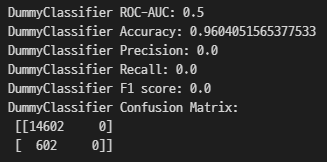 DummyClassifier ROC-AUC: 0.5
DummyClassifier Accuracy: 0.9604051565377533
DummyClassifier Precision: 0.0
DummyClassifier Recall: 0.0
DummyClassifier F1 score: 0.0
DummyClassifier Confusion Matrix:
[[14602     0]
[  602     0]]